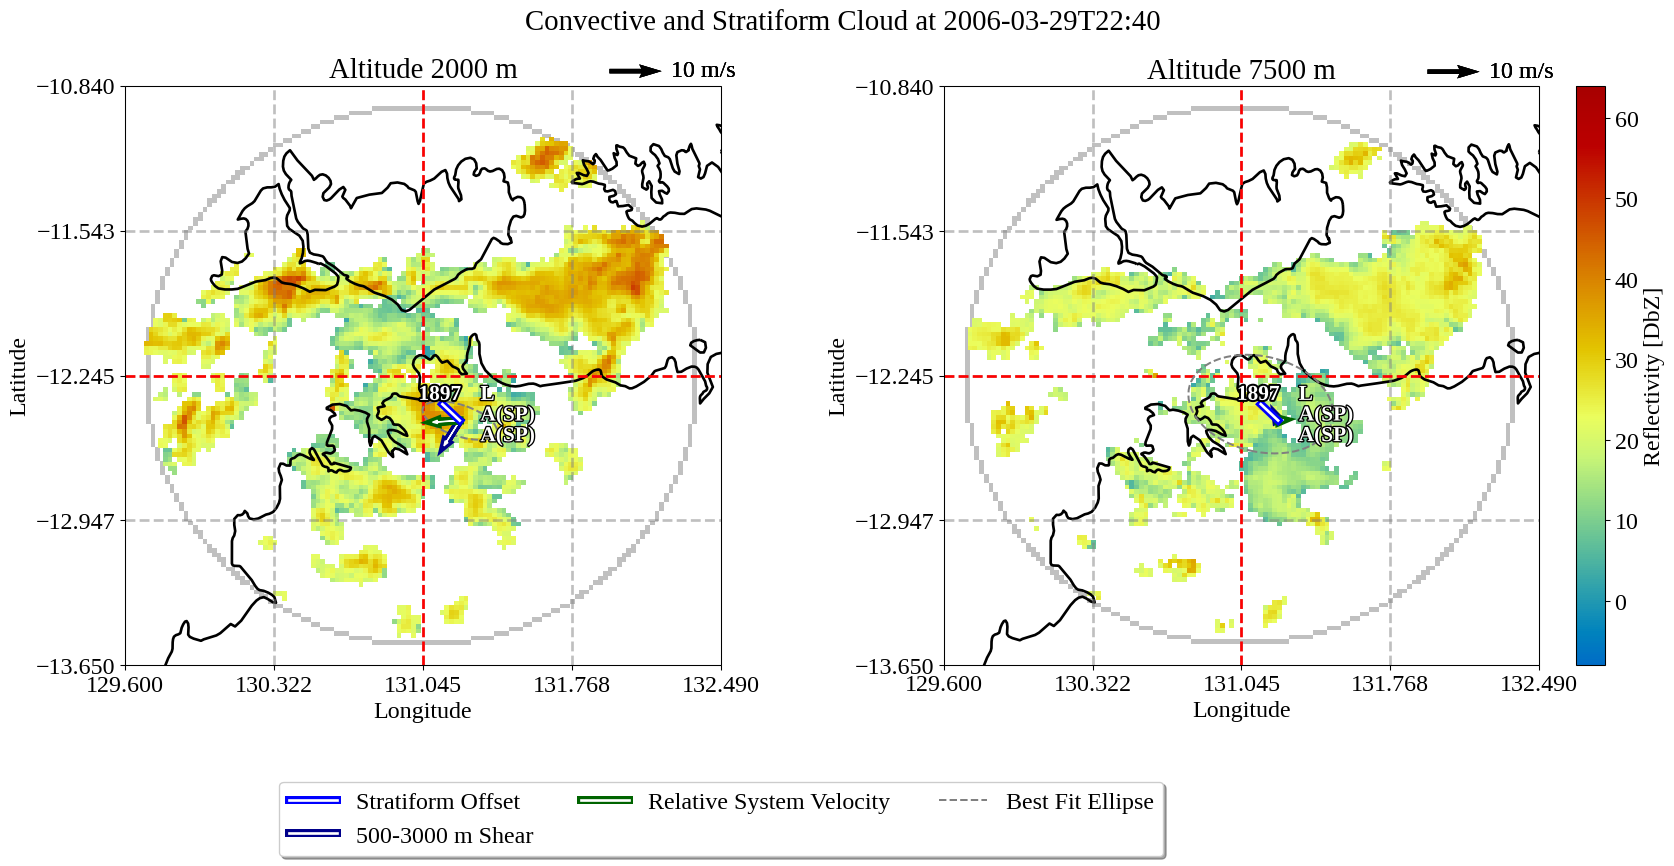 Convective and Stratiform Cloud at 2006-03-29T22:40
Altitude 2000 m
10 m/s
−10.840
−11.543
−12.245
−12.947
−13.650
Latitude
1897
L
A(SP)
A(SP)
129.600
130.322
131.045
131.768
132.490
Longitude
Altitude 7500 m
10 m/s
−10.840
−11.543
−12.245
−12.947
−13.650
Latitude
1897
L
A(SP)
A(SP)
129.600
130.322
131.045
131.768
132.490
Longitude
60
50
40
30
20
10
0
Reflectivity [DbZ]
Stratiform Offset
Relative System Velocity
Best Fit Ellipse
500-3000 m Shear